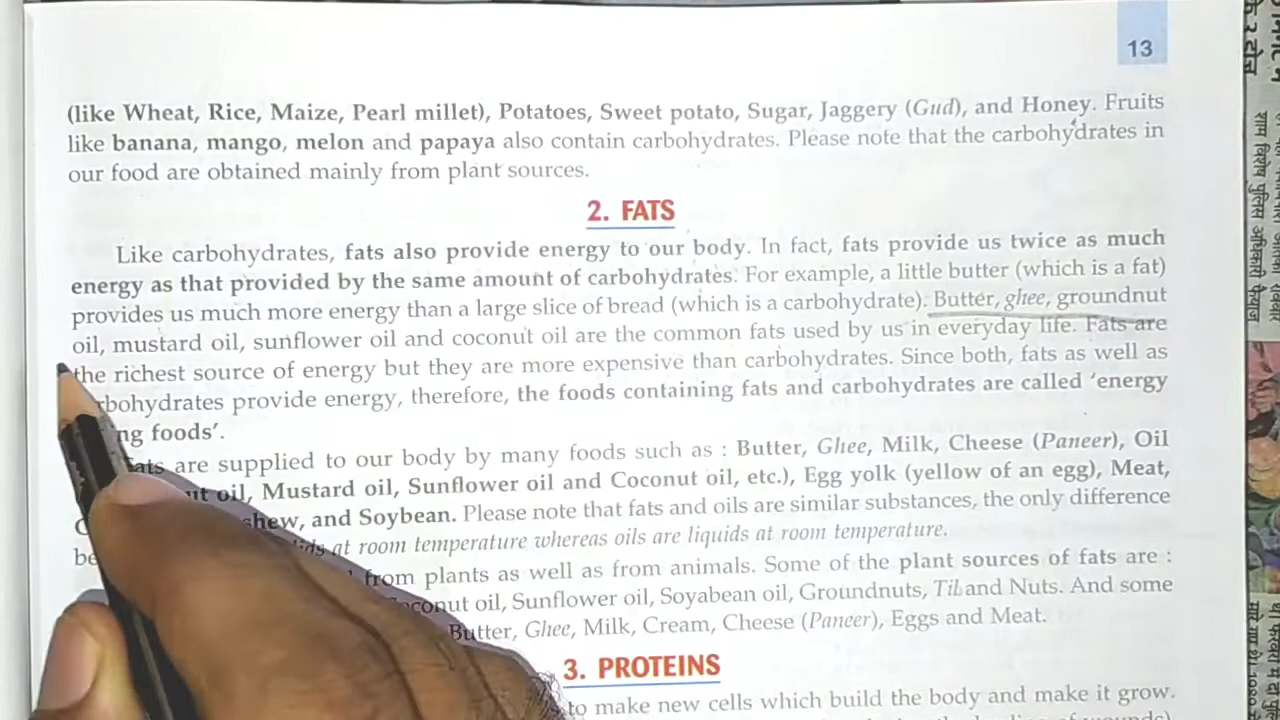 13
(like Wheat, Rice, Maize, Pearl millet), Potatoes, Sweet potato, Sugar, Jaggery (Gud), and Honey. Fruits
like banana, mango, melon and papaya also contain carbohydrates. Please note that the carbohydrates in
our food are obtained mainly from plant sources.
2. FATS
Like carbohydrates, fats also provide energy to our body. In fact, fats provide us twice as much
energy as that provided by the same amount of carbohydrates. For example, a little butter (which is a fat)
provides us much more energy than a large slice of bread (which is a carbohydrate). Butter, ghee, groundnut
oil, mustard oil, sunflower oil and coconut oil are the common fats used by us in everyday life. Fats are
the richest source of energy but they are more expensive than carbohydrates. Since both, fats as well as
rbohydrates provide energy, therefore, the foods containing fats and carbohydrates are called 'energy
ng foods'.
Fats are supplied to our body by many foods such as : Butter, Ghee, Milk, Cheese (Paneer), Oil
ut oil, Mustard oil, Sunflower oil and Coconut oil, etc.), Egg yolk (yellow of an egg), Meat,
shew, and Soybean. Please note that fats and oils are similar substances, the only difference
be
at room temperature whereas oils are liquids at room temperature.
from plants as well as from animals. Some of the plant sources of fats are :
oconut oil, Sunflower oil, Soyabean oil, Groundnuts, Til and Nuts. And some
Butter, Ghee, Milk, Cream, Cheese (Paneer), Eggs and Meat.
3. PROTEINS
to make new cells which build the body and make it grow.